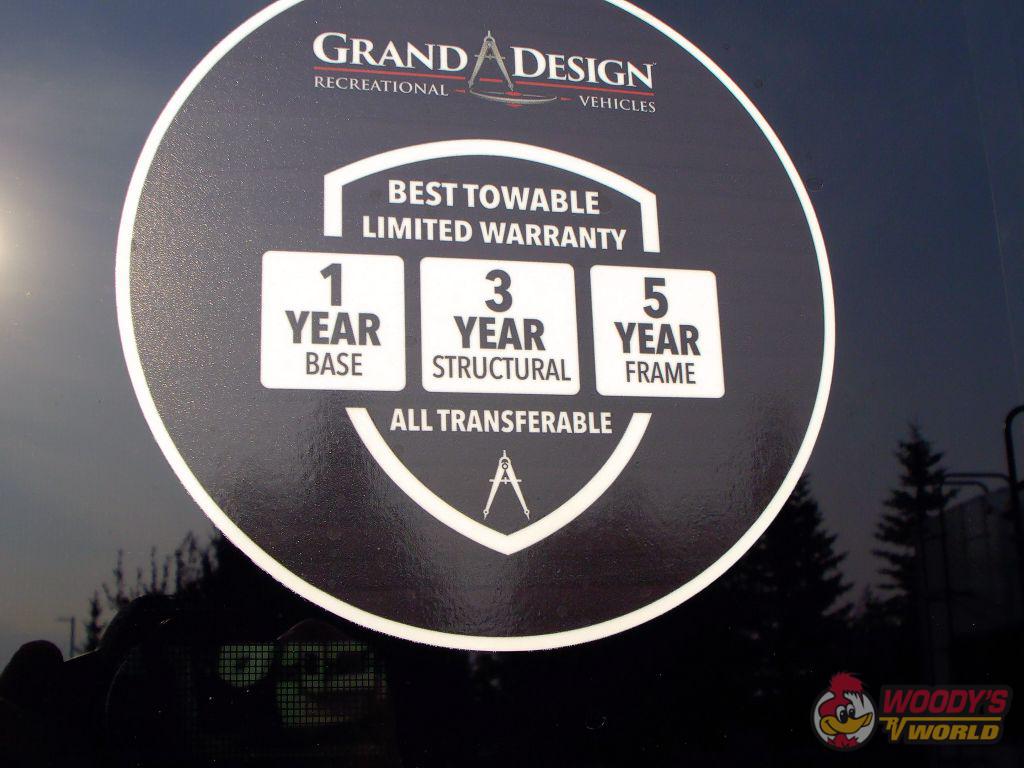 GRAND DESIGN
RECREATIONAL VEHICLES
BEST TOWABLE
LIMITED WARRANTY
1
YEAR
BASE
3
YEAR
STRUCTURAL
5
YEAR
FRAME
ALL TRANSFERABLE
WOODY'S
RV WORLD